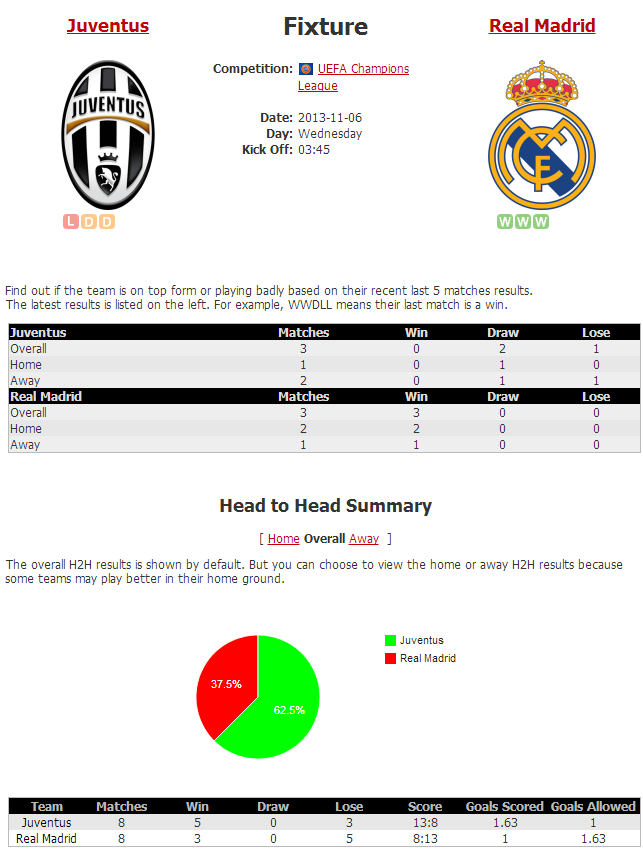 Juventus
Fixture
Real Madrid
Competition: UEFA Champions
League
Date: 2013-11-06
Day: Wednesday
Kick Off: 03:45
JUVENTUS
L D D
W W W
Find out if the team is on top form or playing badly based on their recent last 5 matches results.
The latest results is listed on the left. For example, WWDLL means their last match is a win.
Juventus Matches Win Draw Lose
Overall 3 0 2 1
Home 1 0 1 0
Away 2 0 1 1
Real Madrid Matches Win Draw Lose
Overall 3 3 0 0
Home 2 2 0 0
Away 1 1 0 0
Head to Head Summary
[ Home Overall Away ]
The overall H2H results is shown by default. But you can choose to view the home or away H2H results because
some teams may play better in their home ground.
Juventus
Real Madrid
37.5%
62.5%
Team Matches Win Draw Lose Score Goals Scored Goals Allowed
Juventus 8 5 0 3 13:8 1.63 1
Real Madrid 8 3 0 5 8:13 1 1.63